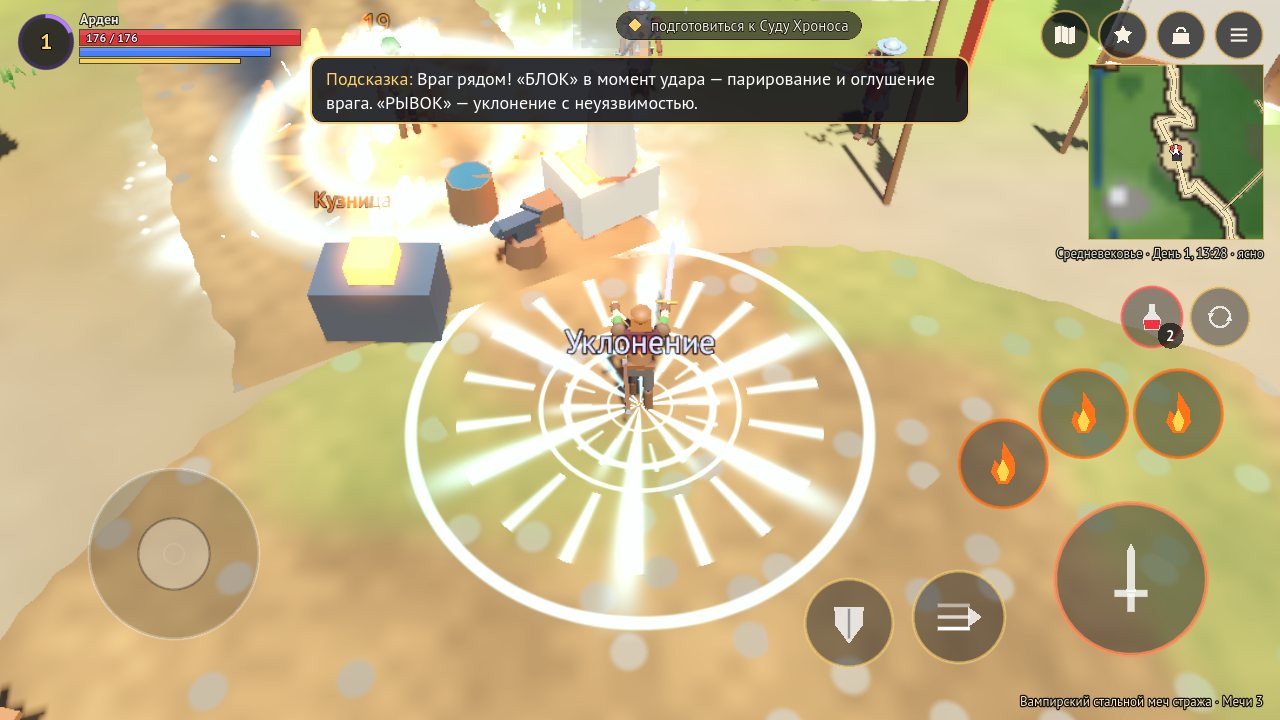 Арден
1
176 / 176
19
подготовиться к Суду Хроноса
Подсказка: Враг рядом! «БЛОК» в момент удара — парирование и оглушение
врага. «РЫВОК» — уклонение с неуязвимостью.
Кузница
Средневековье · День 1, 13:28 · ясно
2
Уклонение
Вампирский стальной меч стража · Мечи 3